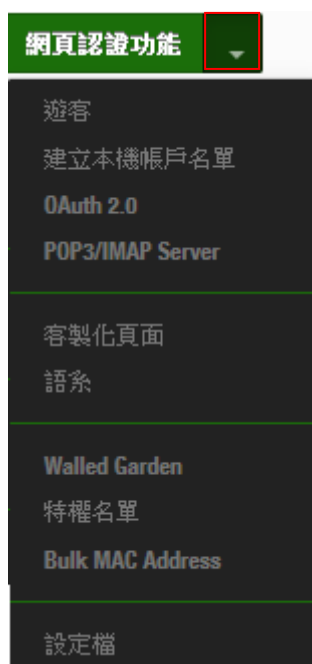 網頁認證功能
遊客
建立本機帳戶名單
OAuth 2.0
POP3/IMAP Server
客製化頁面
語系
Walled Garden
特權名單
Bulk MAC Address
設定檔